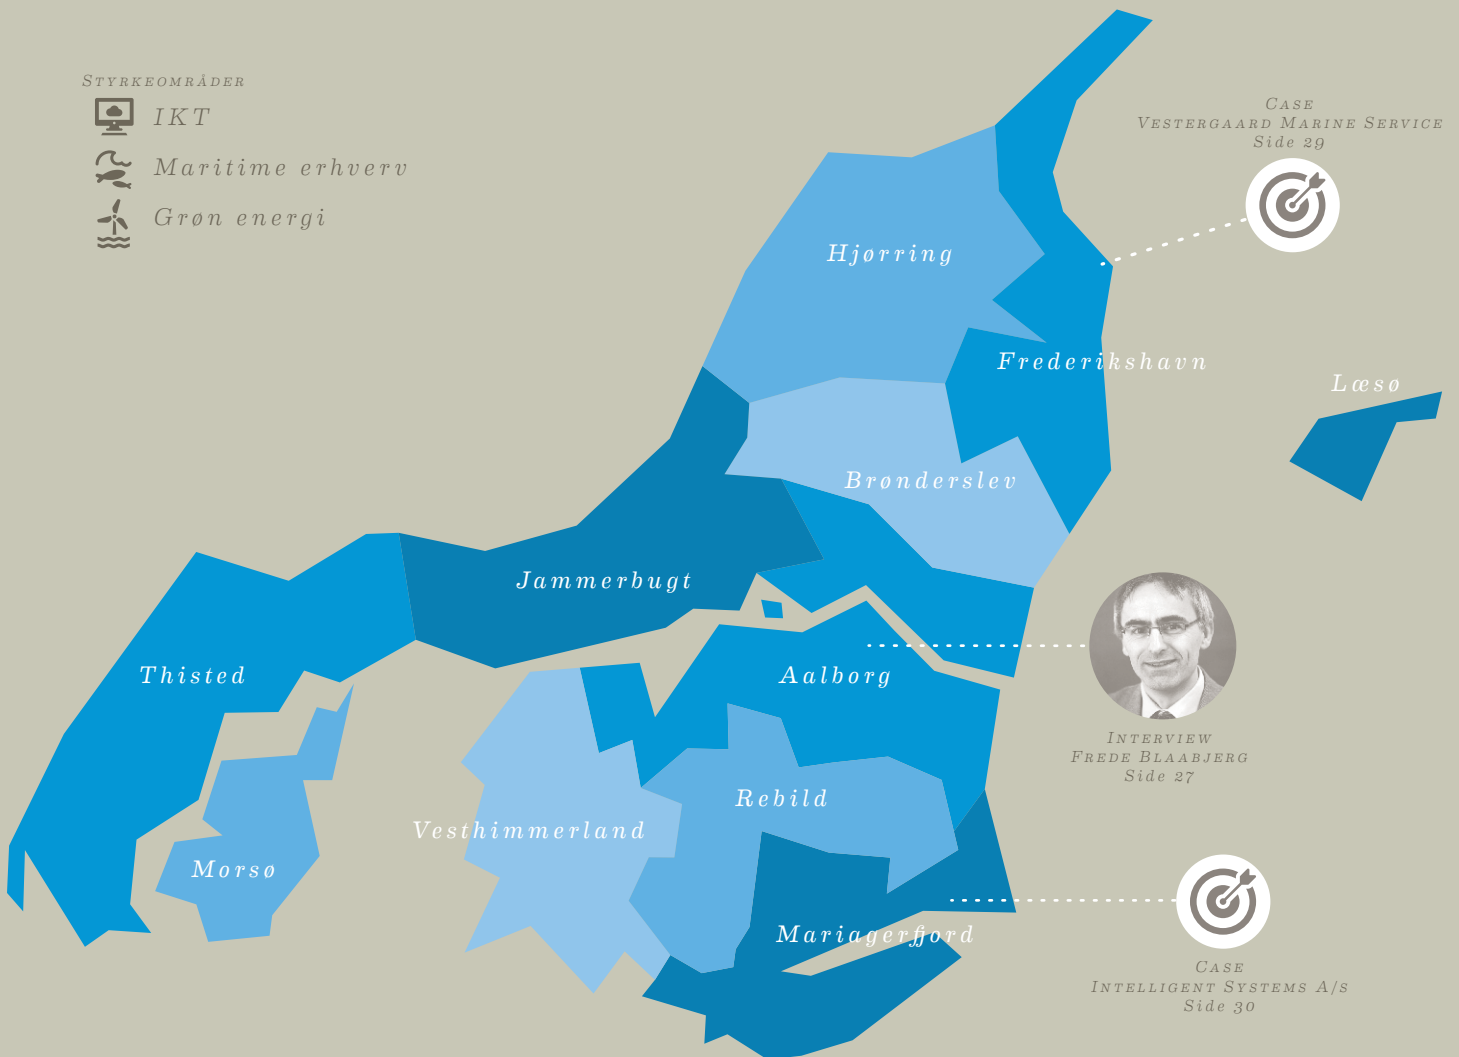 Styrkeområder
IKT
Maritime erhverv
Grøn energi
Case
Vestergaard Marine Service
Side 29
Hjørring
Frederikshavn
Læsø
Brønderslev
Jammerbugt
Thisted
Aalborg
Interview
Frede Blaabjerg
Side 27
Rebild
Vesthimmerland
Morsø
Mariagerfjord
Case
Intelligent Systems A/s
Side 30